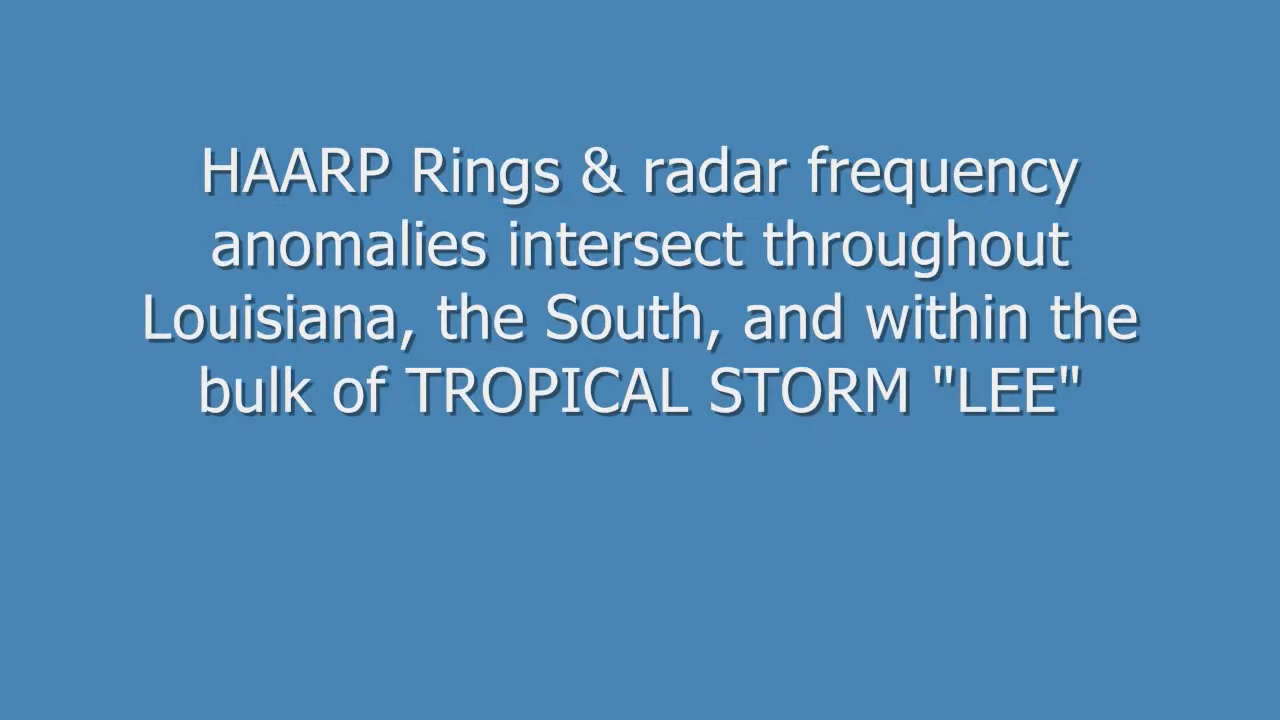 HAARP Rings & radar frequency
anomalies intersect throughout
Louisiana, the South, and within the
bulk of TROPICAL STORM "LEE"